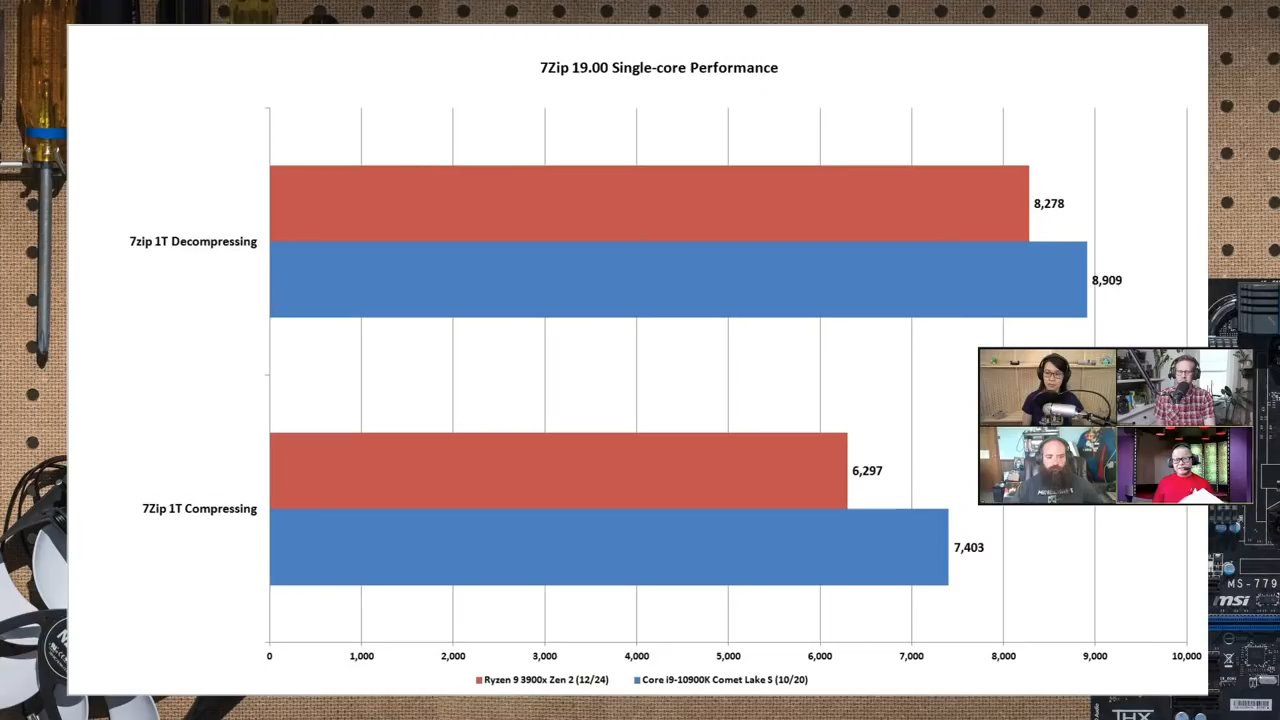 7Zip 19.00 Single-core Performance
8,278
7zip 1T Decompressing
8,909
6,297
7Zip 1T Compressing
7,403
0 1,000 2,000 3,000 4,000 5,000 6,000 7,000 8,000 9,000 10,000
Ryzen 9 3900x Zen 2 (12/24) Core i9-10900K Comet Lake S (10/20)
MINECRAFT
MS-779
msi
THX